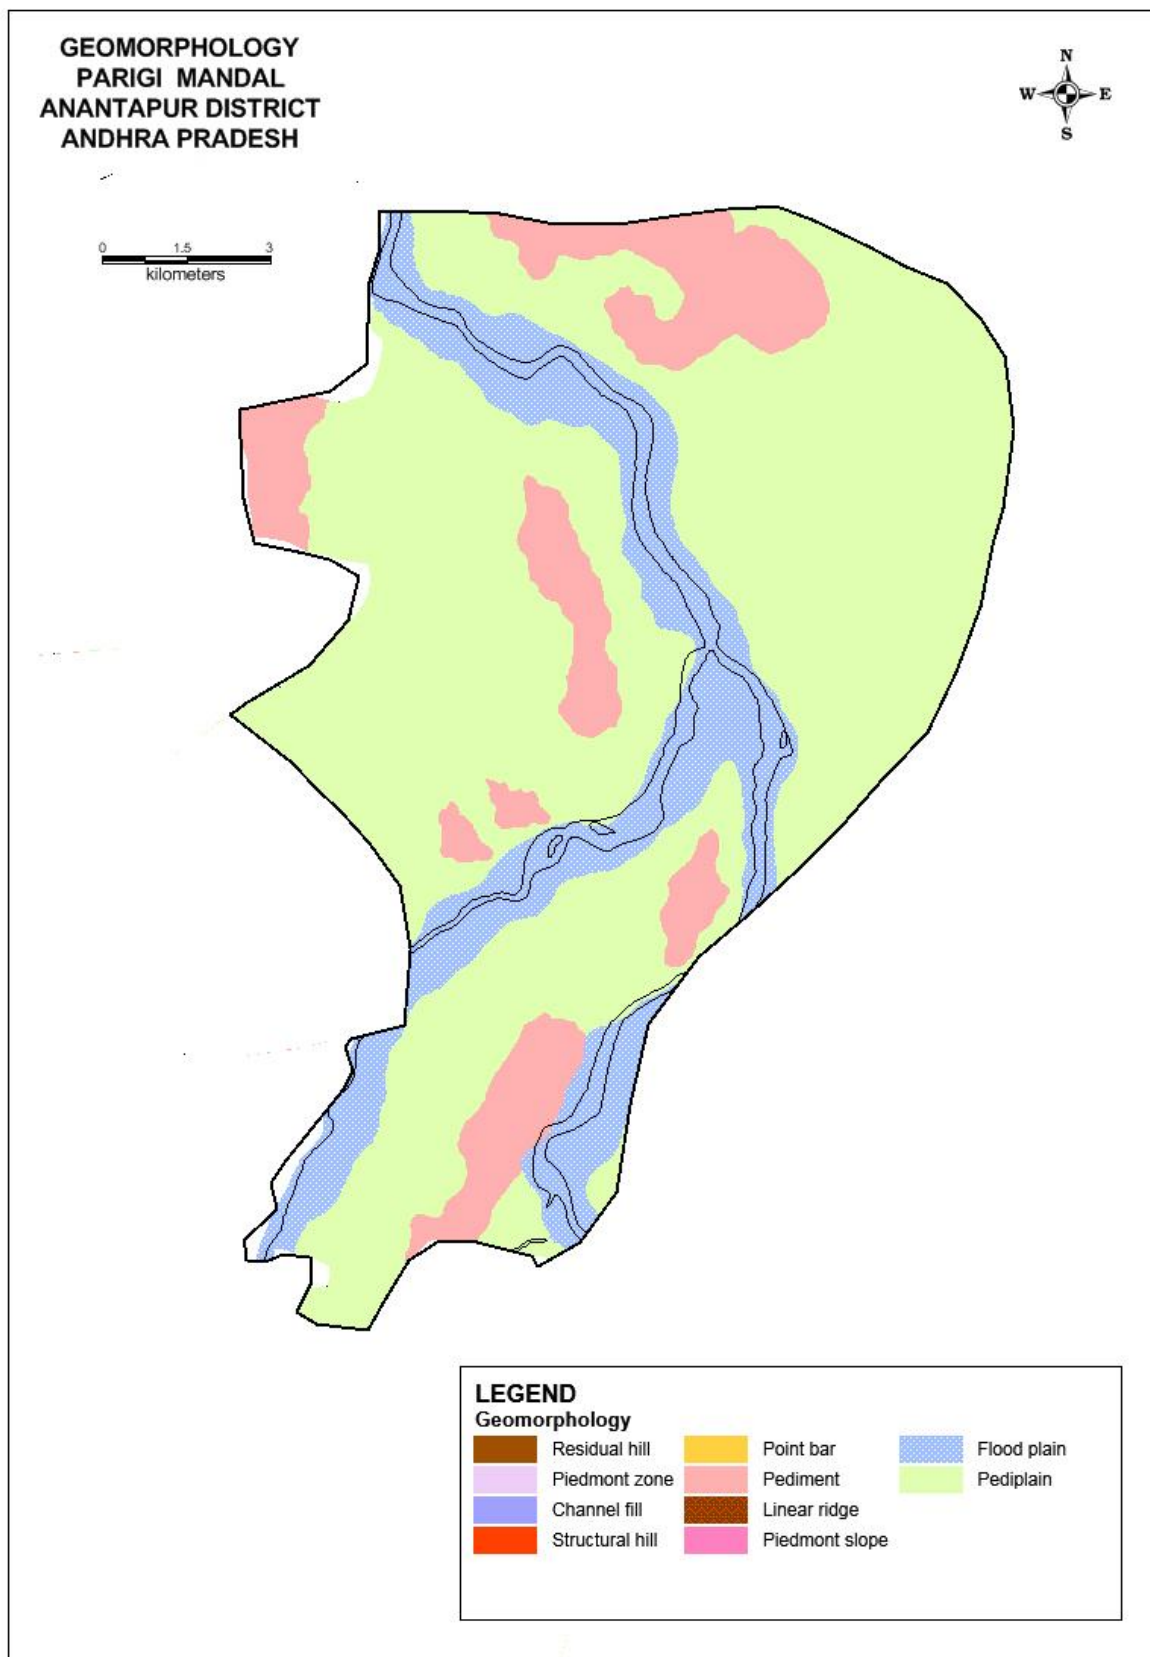 GEOMORPHOLOGY
PARIGI MANDAL
ANANTAPUR DISTRICT
ANDHRA PRADESH
N
W E
S
0 1.5 3
kilometers
LEGEND
Geomorphology
Residual hill Point bar Flood plain
Piedmont zone Pediment Pediplain
Channel fill Linear ridge
Structural hill Piedmont slope